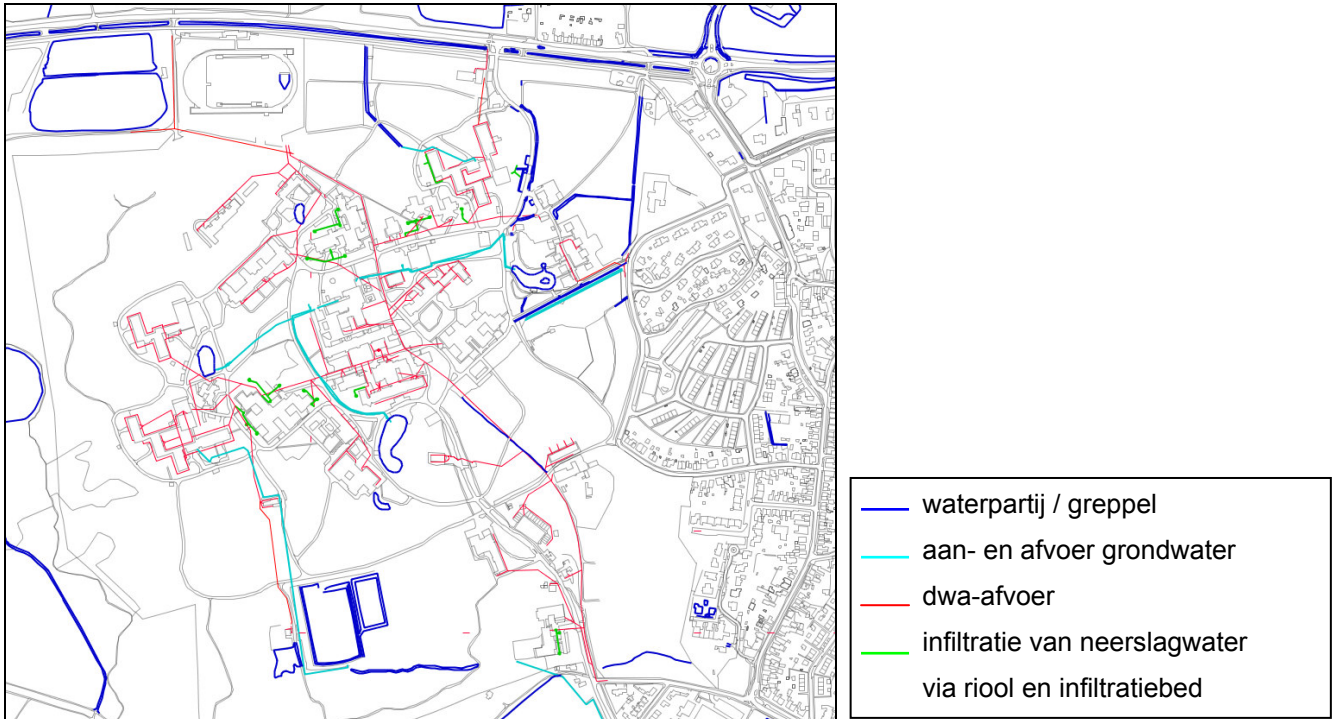 waterpartij / greppel
aan- en afvoer grondwater
dwa-afvoer
infiltratie van neerslagwater
via riool en infiltratiebed